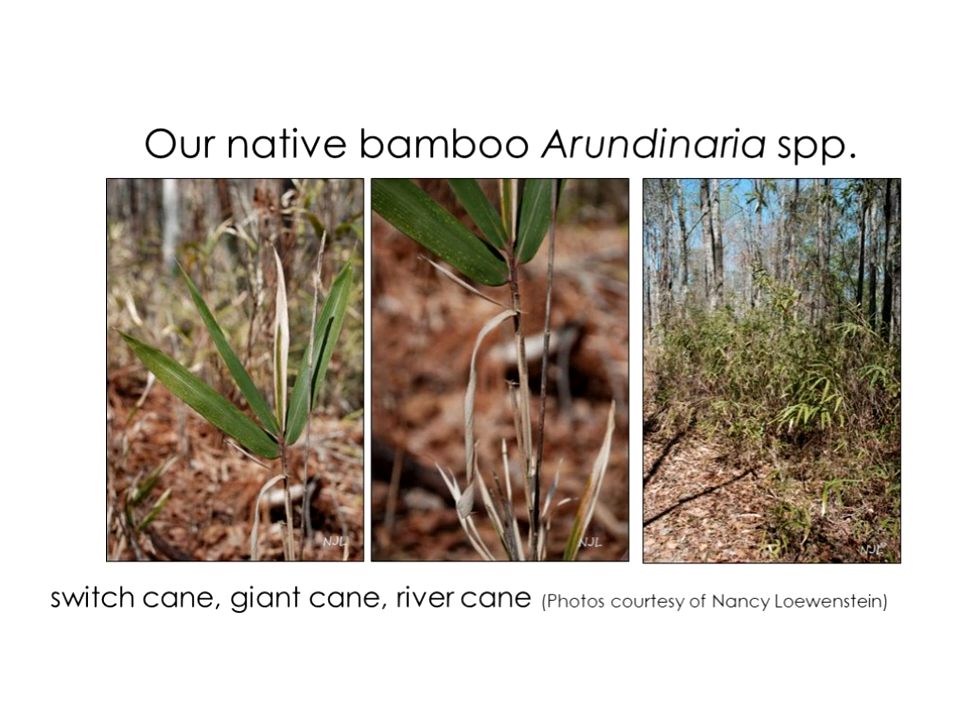 Our native bamboo Arundinaria spp.
NJL
NJL
NJL
switch cane, giant cane, river cane (Photos courtesy of Nancy Loewenstein)